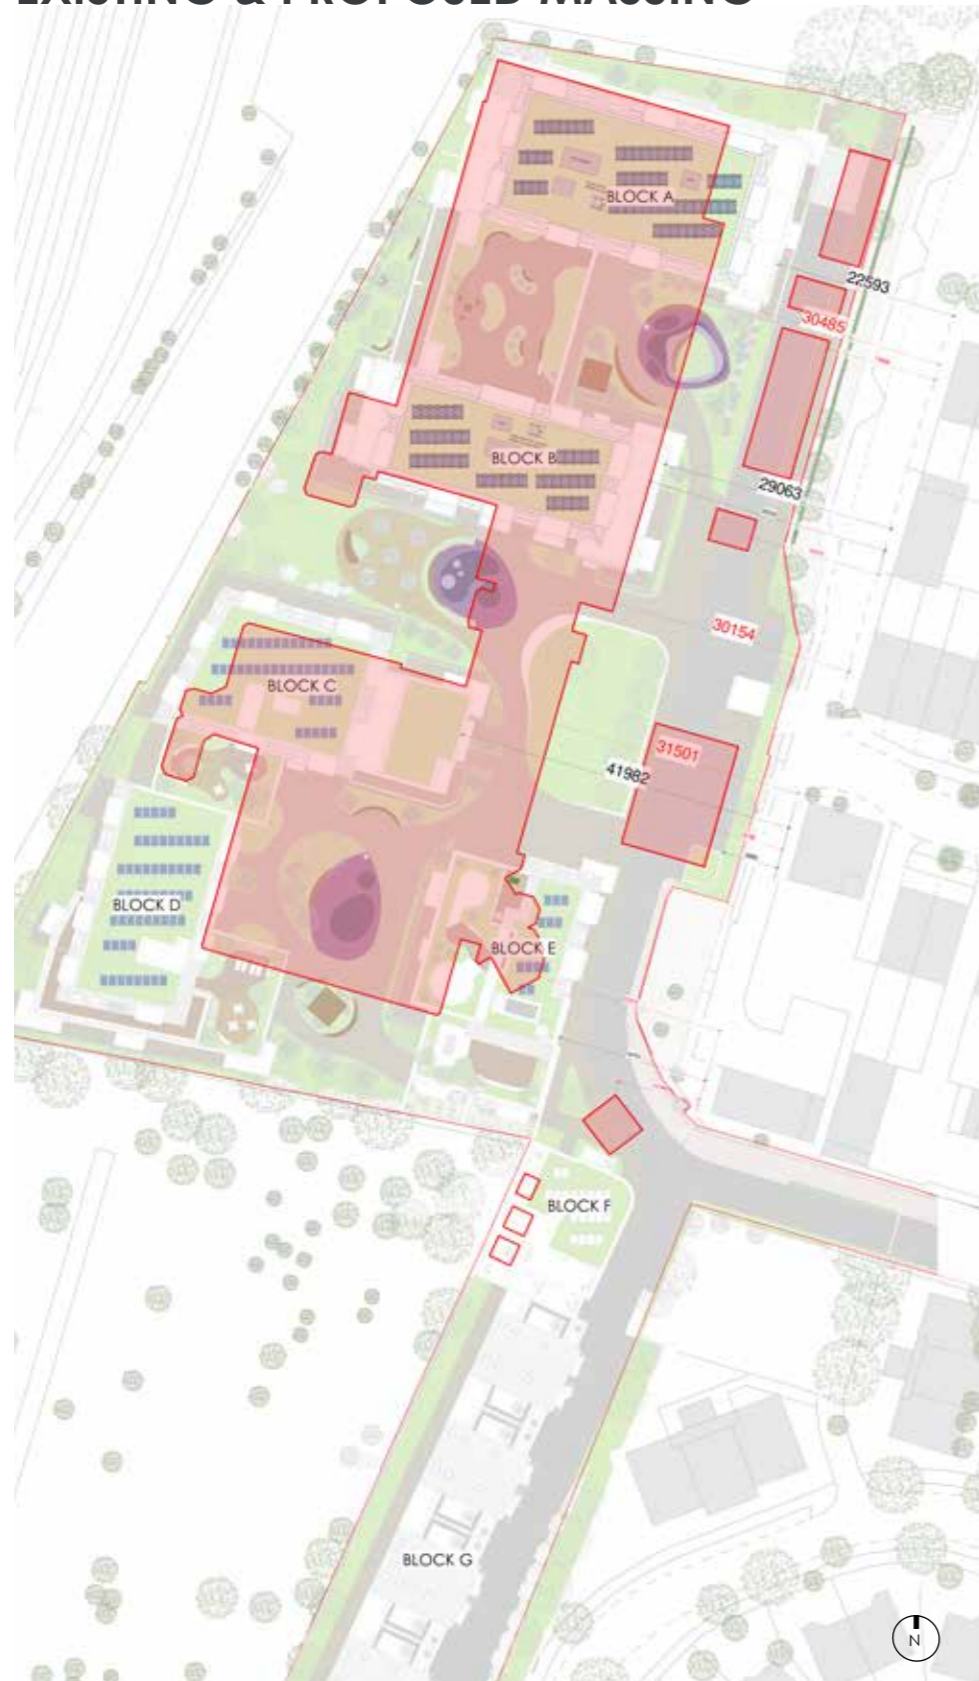 EXISTING & PROPOSED MASSING
BLOCK A
22593
30485
BLOCK B
29063
30154
BLOCK C
31501
41982
BLOCK D
BLOCK E
BLOCK F
BLOCK G
N